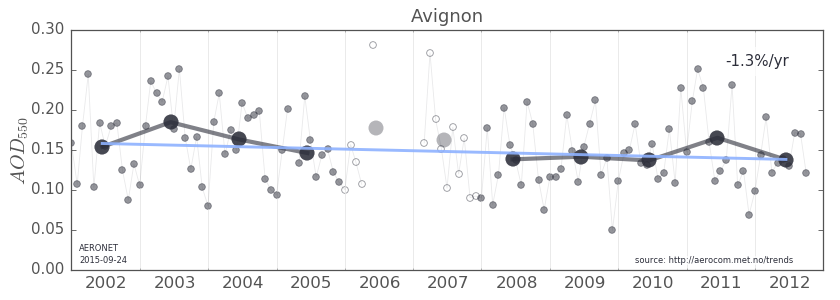 Avignon
0.30
0.25
0.20
0.15
0.10
0.05
0.00
AOD550
-1.3%/yr
AERONET
2015-09-24
source: http://aerocom.met.no/trends
2002 2003 2004 2005 2006 2007 2008 2009 2010 2011 2012